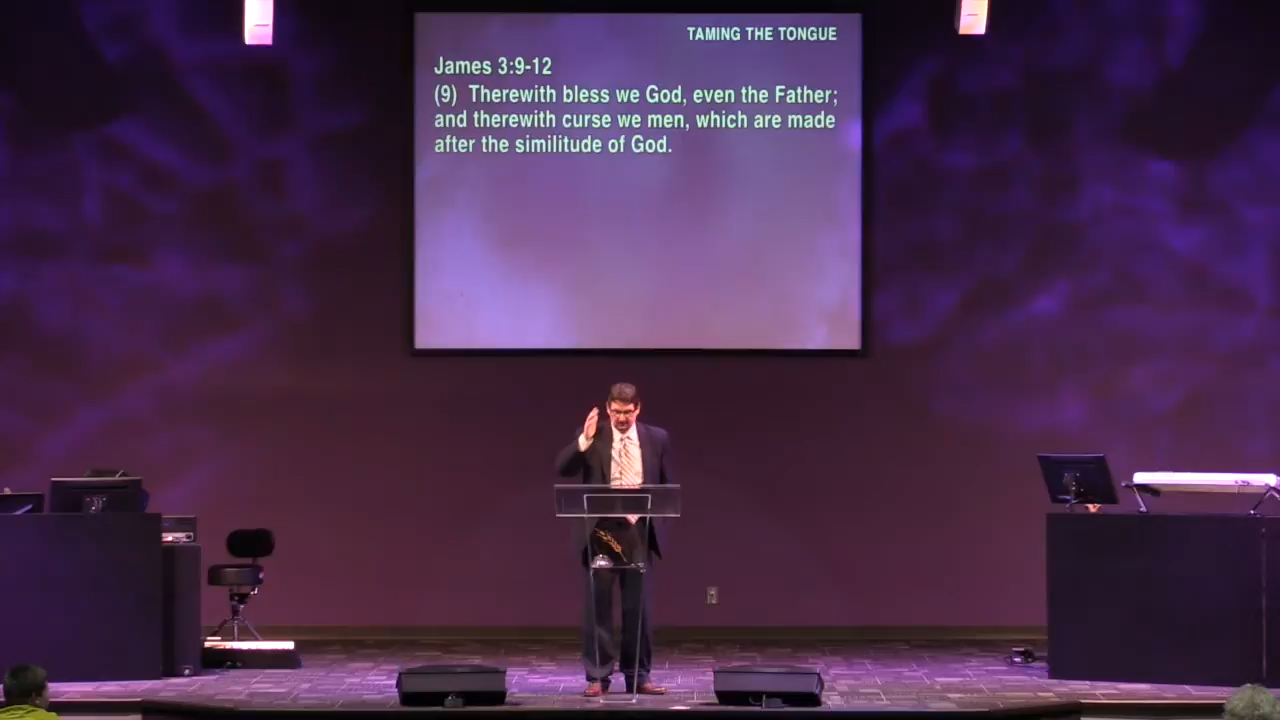 TAMING THE TONGUE
James 3:9-12
(9) Therewith bless we God, even the Father;
and therewith curse we men, which are made
after the similitude of God.